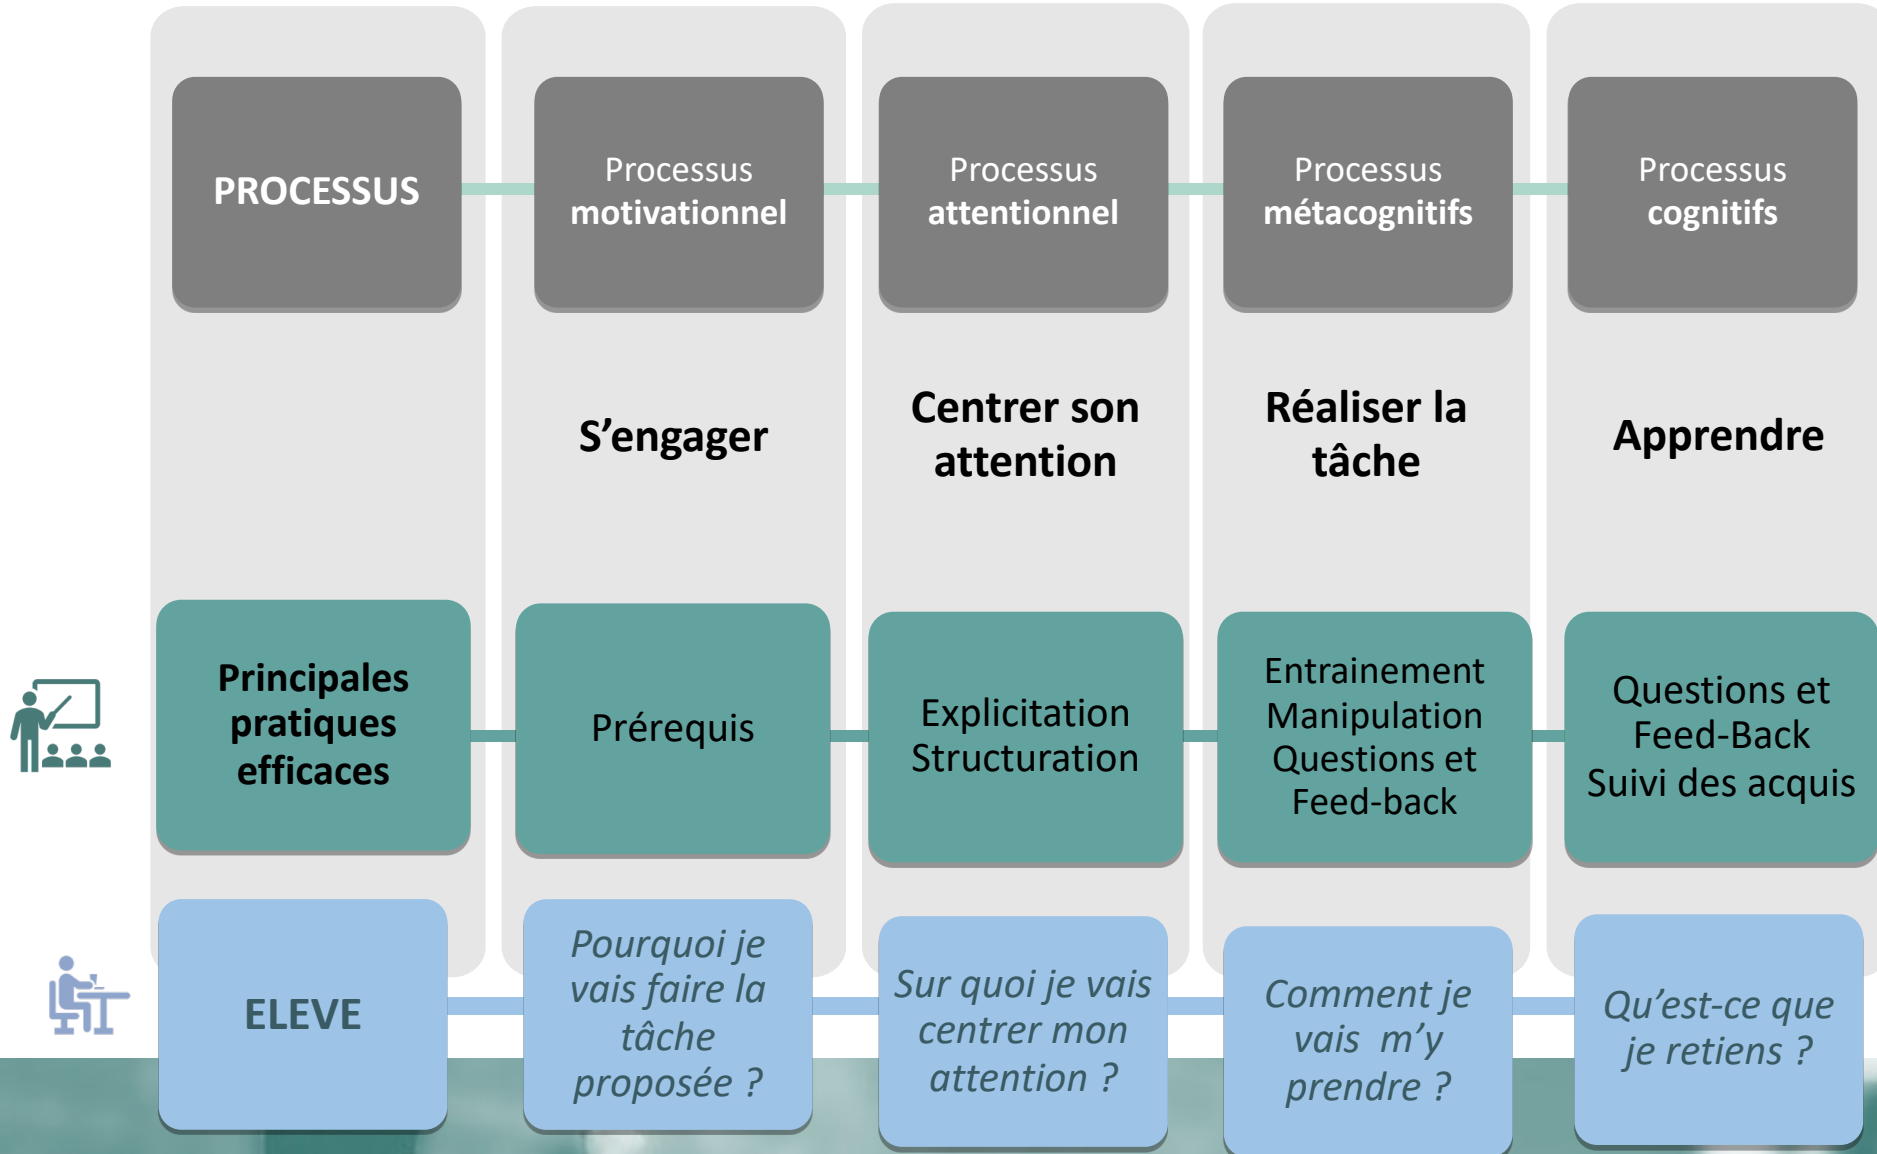 PROCESSUS
Processus
motivationnel
Processus
attentionnel
Processus
métacognitifs
Processus
cognitifs
S’engager
Centrer son
attention
Réaliser la
tâche
Apprendre
Principales
pratiques
efficaces
Prérequis
Explicitation
Structuration
Entrainement
Manipulation
Questions et
Feed-back
Questions et
Feed-Back
Suivi des acquis
ELEVE
Pourquoi je
vais faire la
tâche
proposée ?
Sur quoi je vais
centrer mon
attention ?
Comment je
vais m’y
prendre ?
Qu’est-ce que
je retiens ?